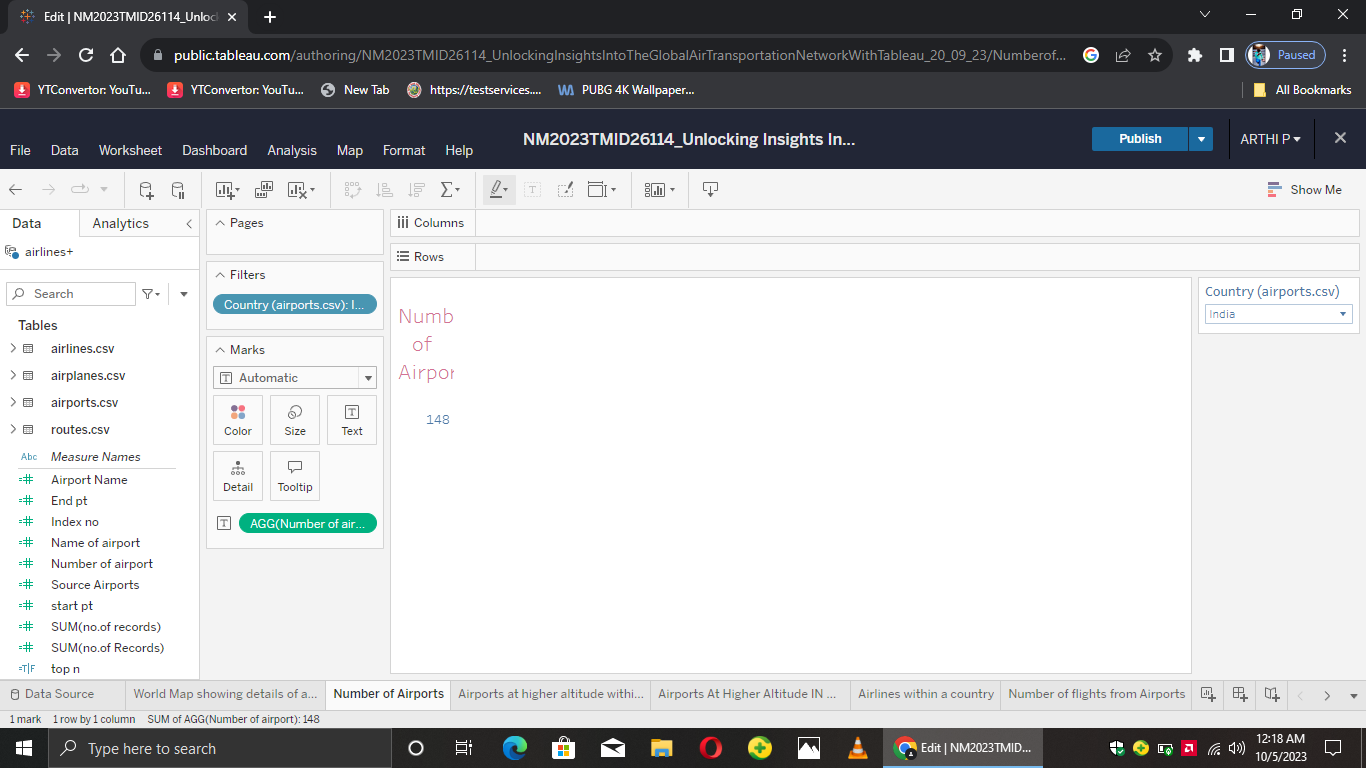 Edit | NM2023TMID26114_Unloc
public.tableau.com/authoring/NM2023TMID26114_UnlockingInsightsIntoTheGlobalAirTransportationNetworkWithTableau_20_09_23/Numberof...
Paused
YTConvertor: YouTu...
YTConvertor: YouTu...
New Tab
https://testservices....
PUBG 4K Wallpaper...
All Bookmarks
NM2023TMID26114_Unlocking Insights In...
Publish
ARTHI P
File Data Worksheet Dashboard Analysis Map Format Help
Show Me
Data Analytics
airlines+
Search
Tables
airlines.csv
airplanes.csv
airports.csv
routes.csv
Abc Measure Names
Airport Name
End pt
Index no
Name of airport
Number of airport
Source Airports
start pt
SUM(no.of records)
SUM(no.of Records)
T|F top n
Pages
Filters
Country (airports.csv): I...
Marks
Automatic
Color Size Text
Detail Tooltip
AGG(Number of air...
Columns
Rows
Numb
of
Airpor
148
Country (airports.csv)
India
Data Source
World Map showing details of a...
Number of Airports
Airports at higher altitude withi...
Airports At Higher Altitude IN ...
Airlines within a country
Number of flights from Airports
1 mark 1 row by 1 column SUM of AGG(Number of airport): 148
Type here to search
Edit | NM2023TMID...
12:18 AM
10/5/2023